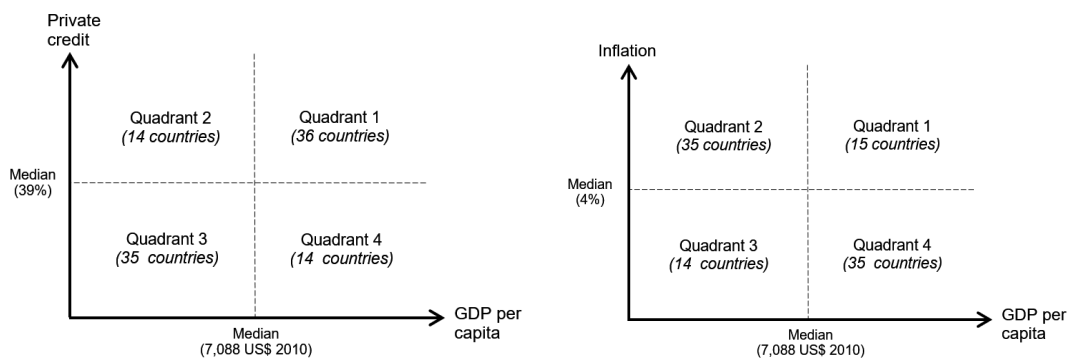 Private
credit
Quadrant 2
(14 countries)
Quadrant 1
(36 countries)
Median
(39%)
Quadrant 3
(35  countries)
Quadrant 4
(14  countries)
GDP per
capita
Median
(7,088 US$ 2010)
Inflation
Quadrant 2
(35 countries)
Quadrant 1
(15 countries)
Median
(4%)
Quadrant 3
(14  countries)
Quadrant 4
(35 countries)
GDP per
capita
Median
(7,088 US$ 2010)